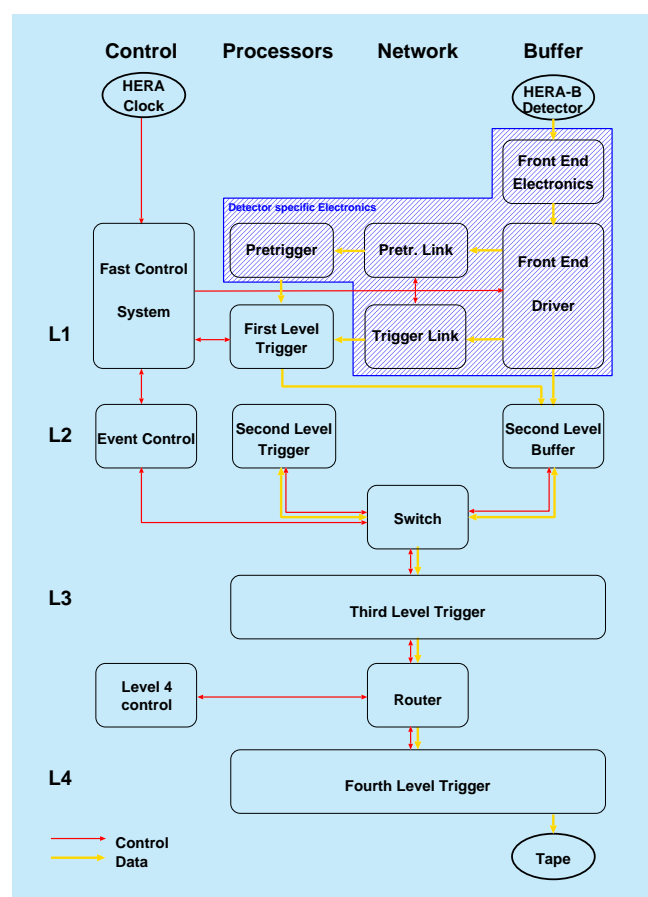 Control Processors Network Buffer
HERA
Clock
HERA-B
Detector
Front End
Electronics
Detector specific Electronics
Pretrigger
Pretr. Link
Front End
Driver
Fast Control
System
L1
First Level
Trigger
Trigger Link
L2
Event Control
Second Level
Trigger
Second Level
Buffer
Switch
L3
Third Level Trigger
Level 4
control
Router
L4
Fourth Level Trigger
Control
Data
Tape